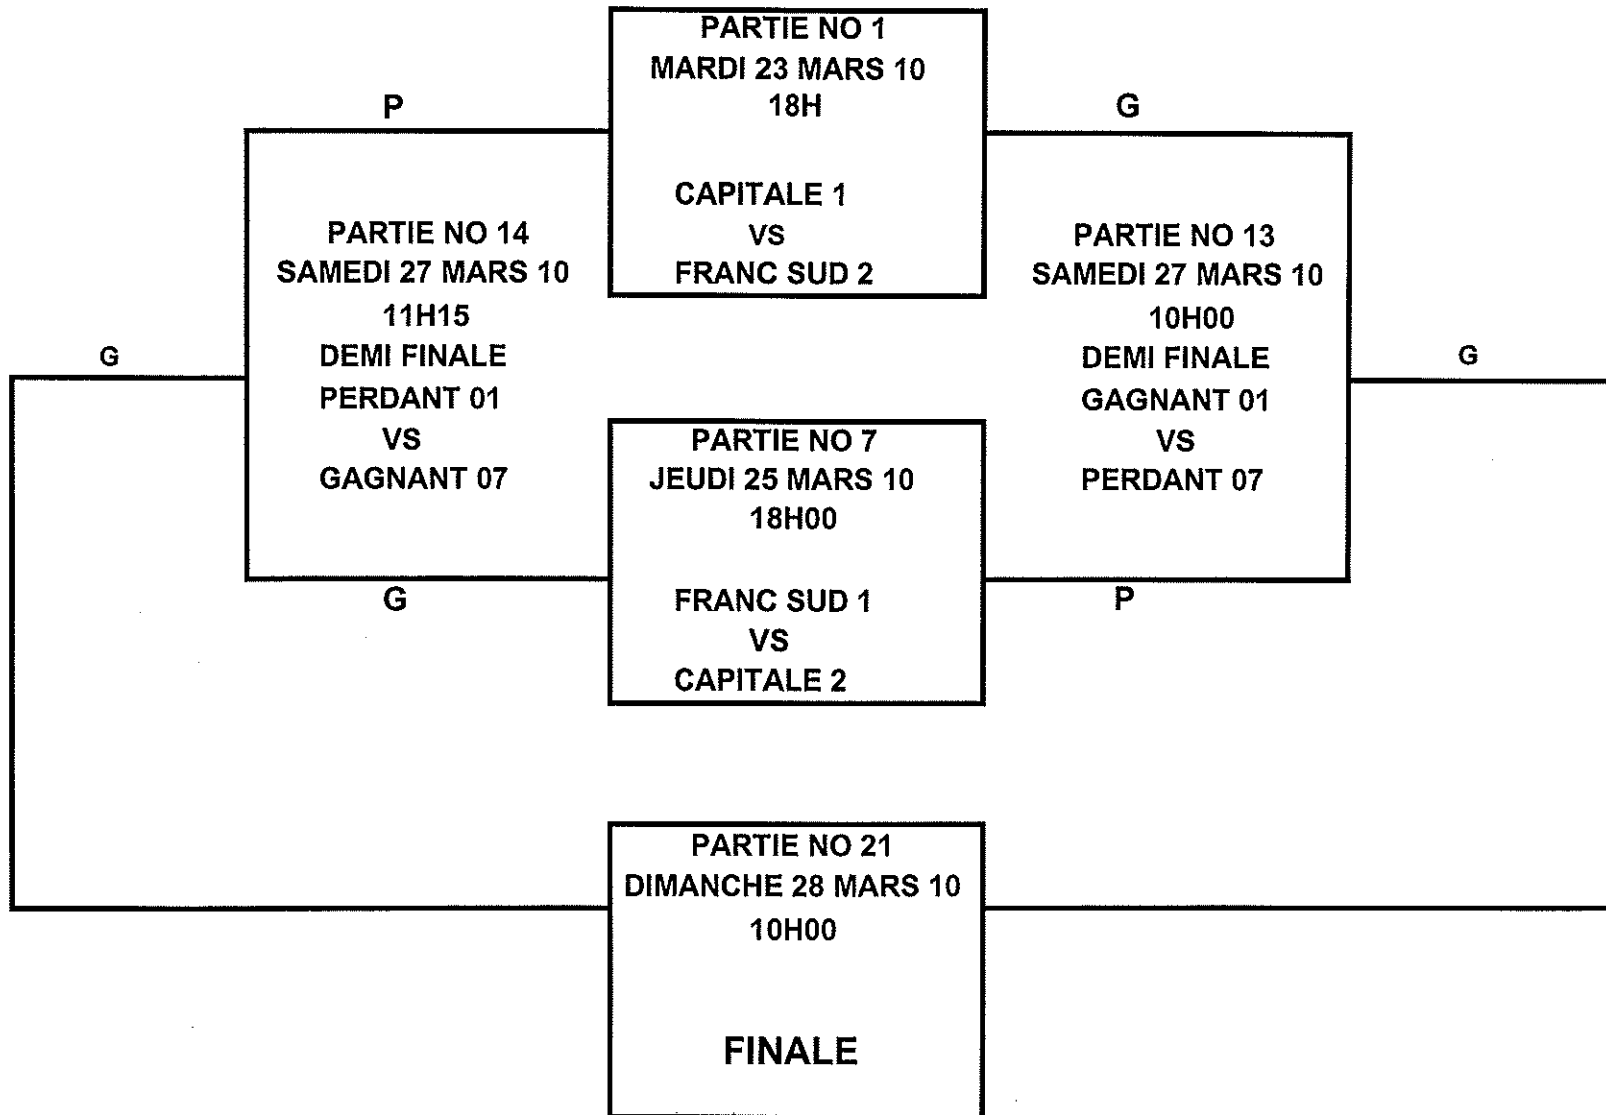 PARTIE NO 1
MARDI 23 MARS 10
18H
CAPITALE 1
VS
FRANC SUD 2
P
G
PARTIE NO 14
SAMEDI 27 MARS 10
11H15
DEMI FINALE
PERDANT 01
VS
GAGNANT 07
G
PARTIE NO 13
SAMEDI 27 MARS 10
10H00
DEMI FINALE
GAGNANT 01
VS
PERDANT 07
G
PARTIE NO 7
JEUDI 25 MARS 10
18H00
FRANC SUD 1
VS
CAPITALE 2
G
P
PARTIE NO 21
DIMANCHE 28 MARS 10
10H00
FINALE